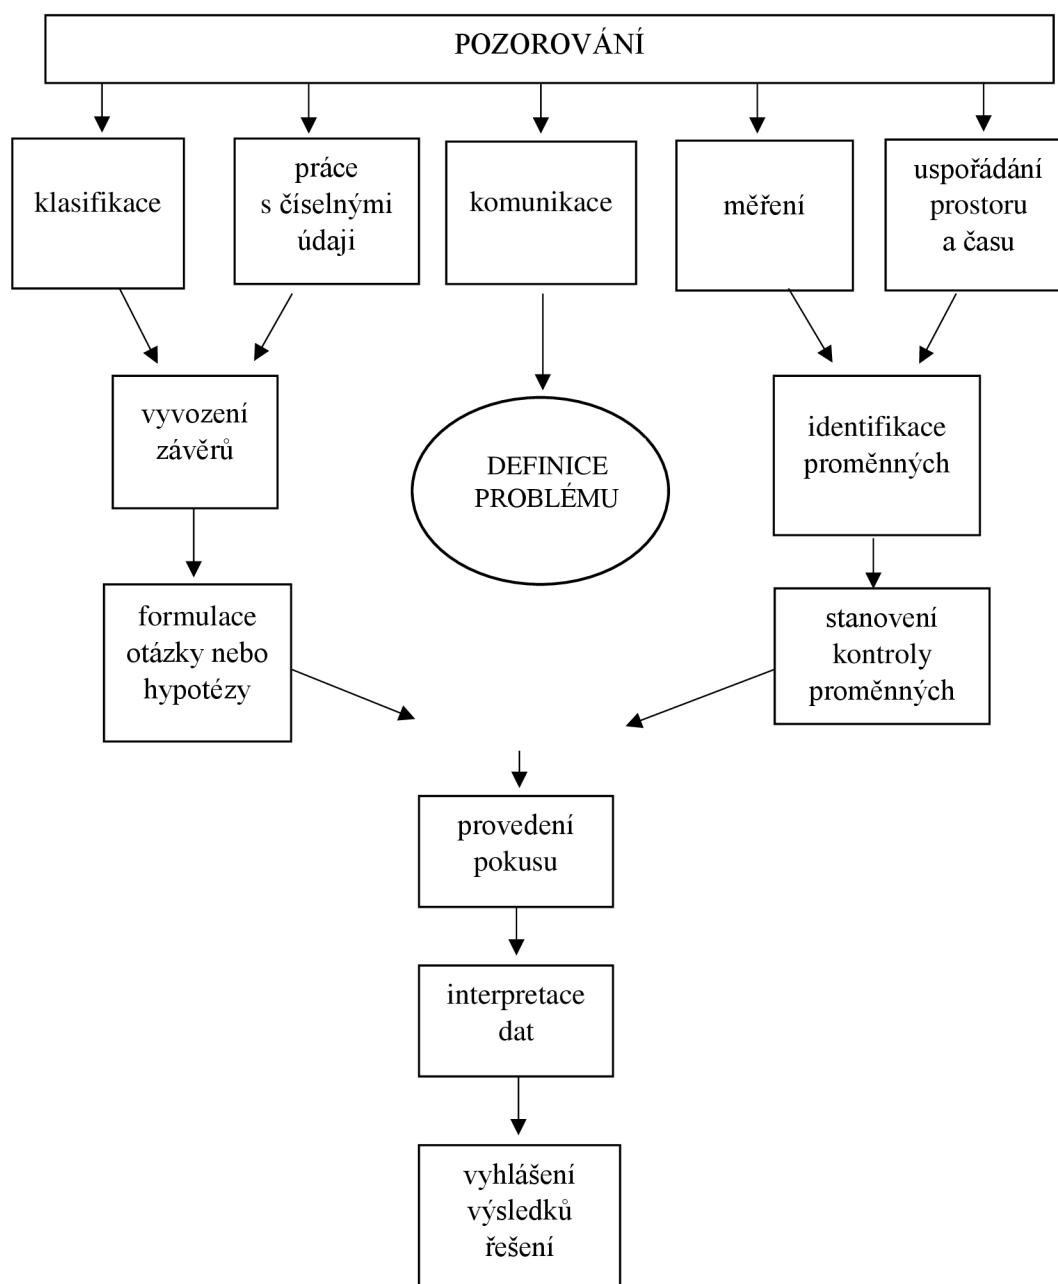 POZOROVÁNÍ
klasifikace
práce
s číselnými
údaji
komunikace
měření
uspořádání
prostoru
a času
vyvození
závěrů
DEFINICE
PROBLÉMU
identifikace
proměnných
formulace
otázky nebo
hypotézy
stanovení
kontroly
proměnných
provedení
pokusu
interpretace
dat
vyhlášení
výsledků
řešení